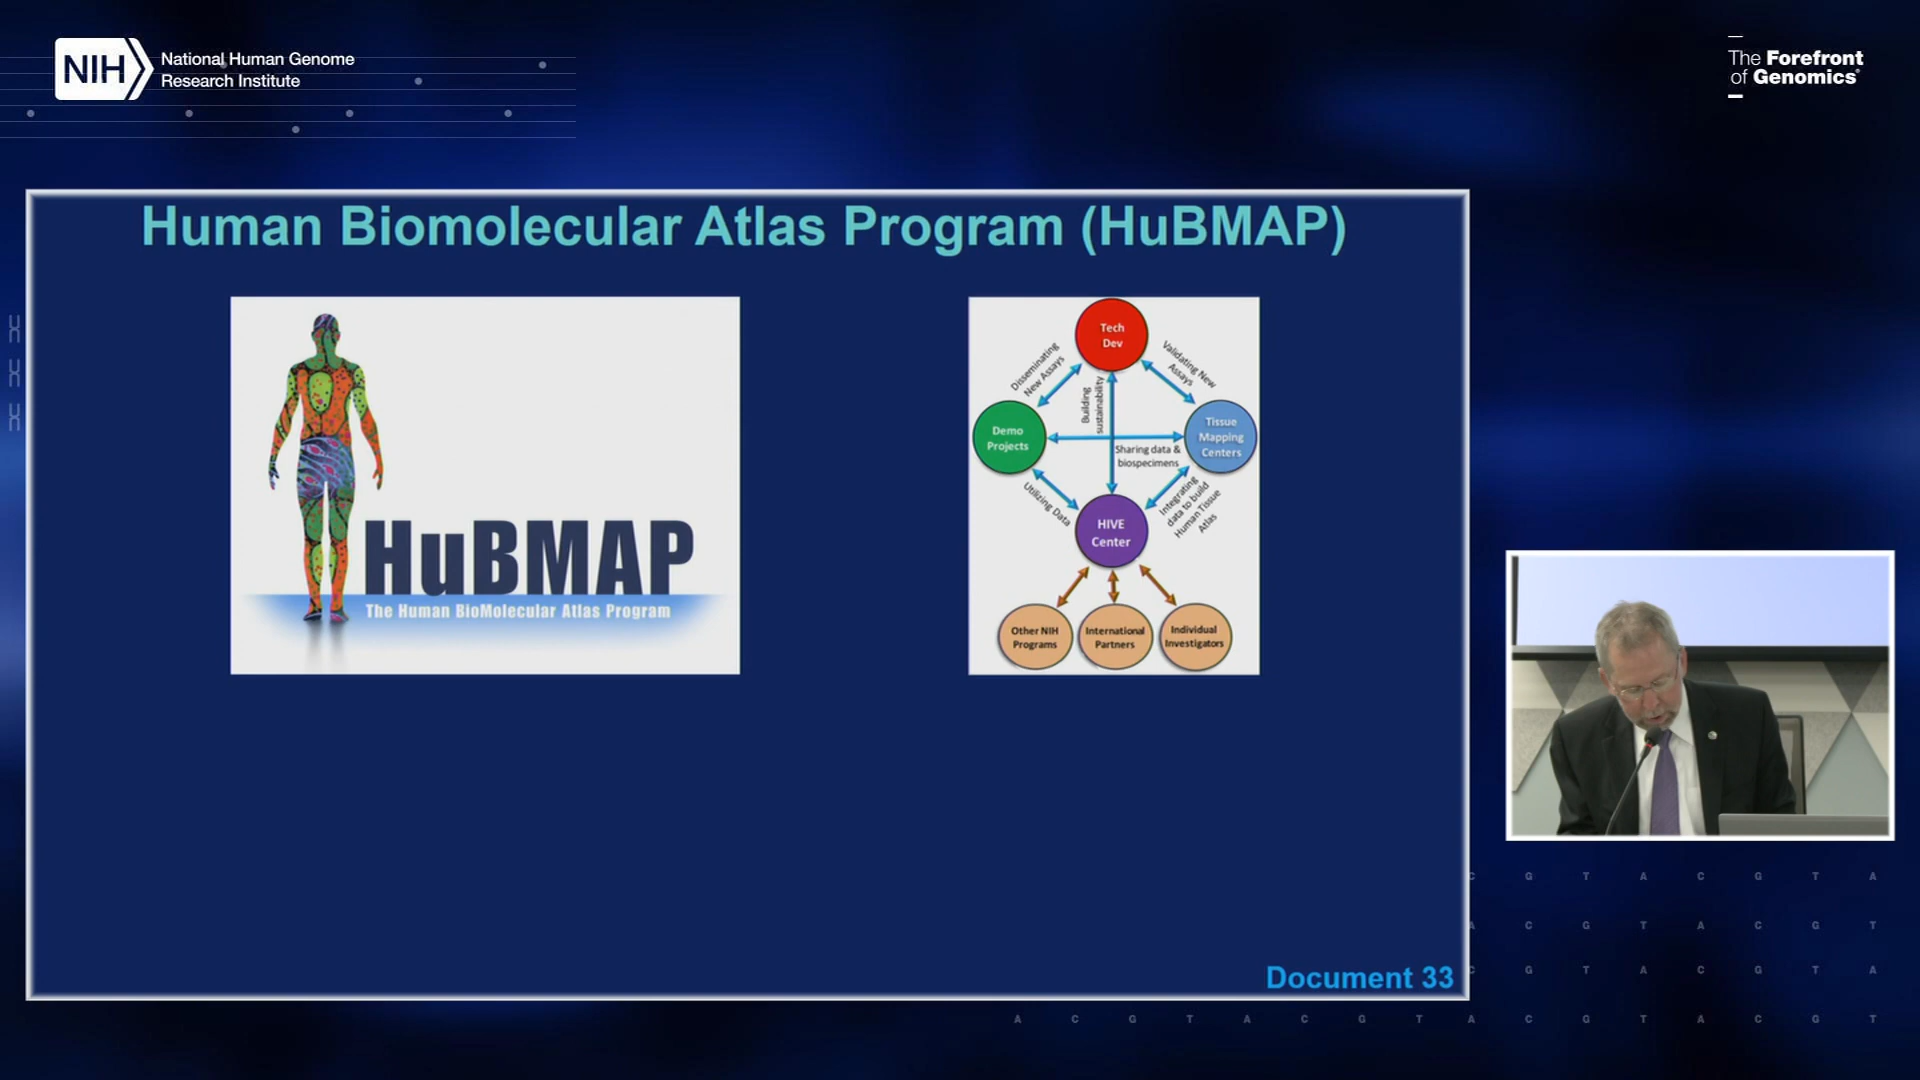 NIH
National Human Genome
Research Institute
The Forefront
of Genomics®
Human Biomolecular Atlas Program (HuBMAP)
HuBMAP
The Human BioMolecular Atlas Program
Tech
Dev
Disseminating
New Assays
Validating New
Assays
Building
sustainability
Demo
Projects
Tissue
Mapping
Centers
Sharing data &
biospecimens
Utilizing Data
Integrating
data to build
Human Tissue
Atlas
HIVE
Center
Other NIH
Programs
International
Partners
Individual
Investigators
Document 33
C G T A C G T A
A C G T A C G T
C G T A C G T A
A C G T A C G T A C G T A C G T